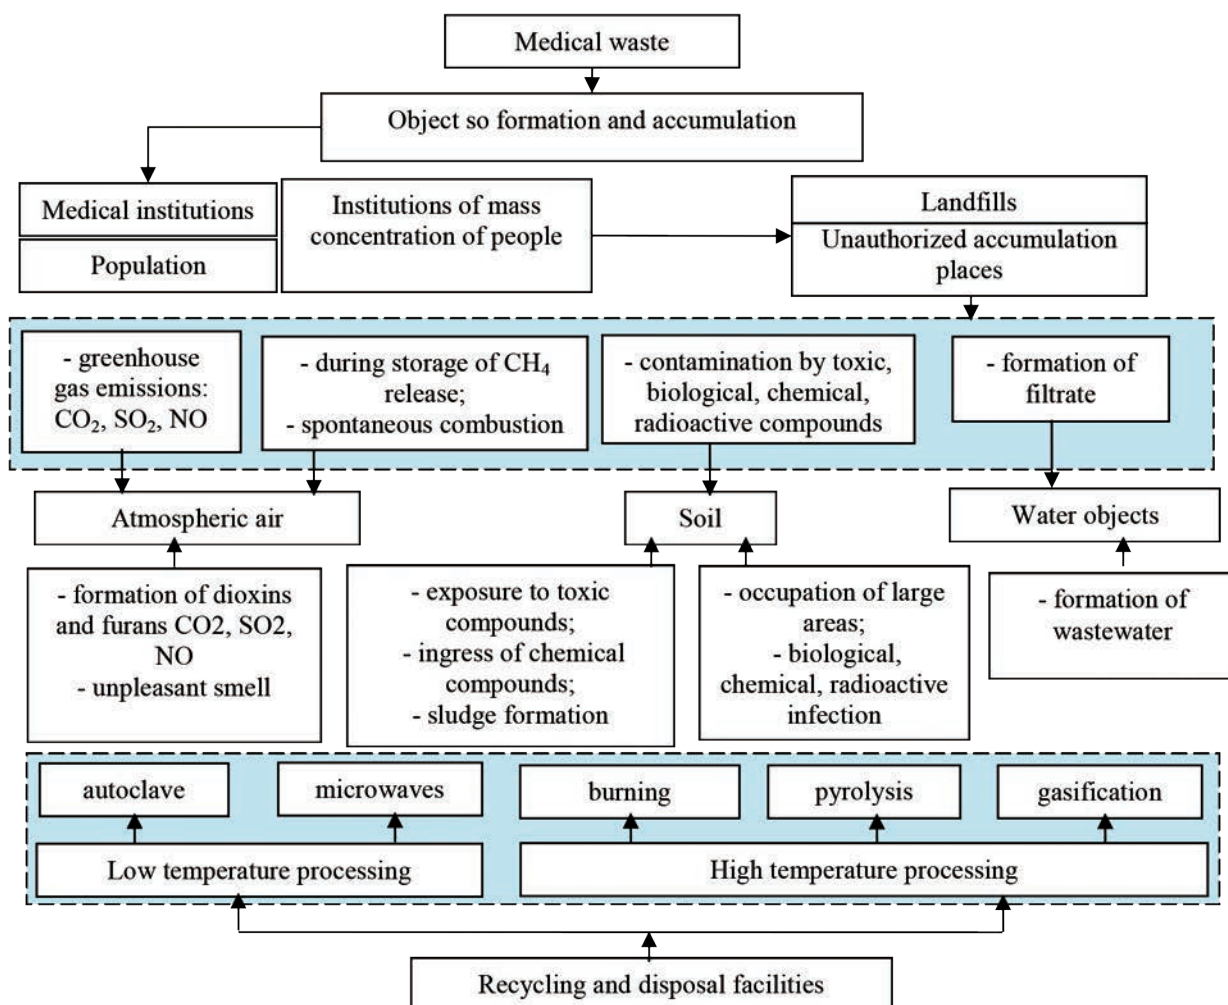 Medical waste
Object so formation and accumulation
Medical institutions
Population
Institutions of mass
concentration of people
Landfills
Unauthorized accumulation
places
- greenhouse
gas emissions:
CO₂, SO₂, NO
- during storage of CH₄
release;
- spontaneous combustion
- contamination by toxic,
biological, chemical,
radioactive compounds
- formation of
filtrate
Atmospheric air
Soil
Water objects
- formation of dioxins
and furans CO2, SO2,
NO
- unpleasant smell
- exposure to toxic
compounds;
- ingress of chemical
compounds;
- sludge formation
- occupation of large
areas;
- biological,
chemical, radioactive
infection
- formation of
wastewater
autoclave
microwaves
burning
pyrolysis
gasification
Low temperature processing
High temperature processing
Recycling and disposal facilities